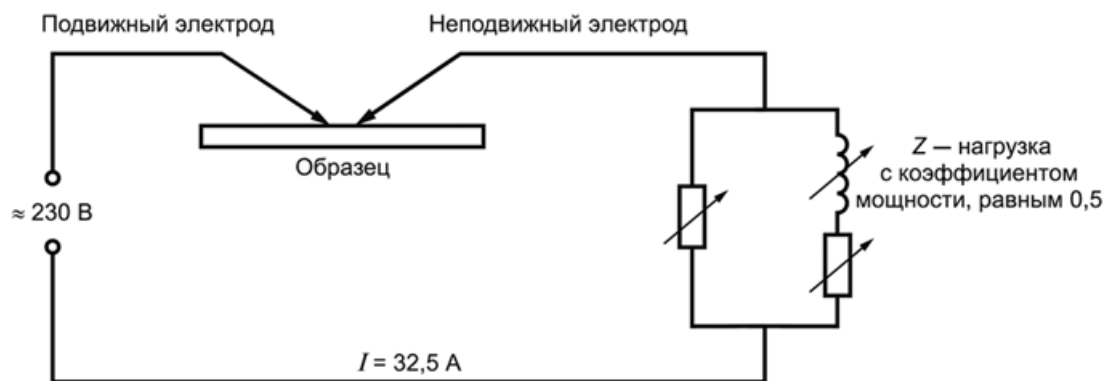 Подвижный электрод
Неподвижный электрод
Образец
≈ 230 В
Z — нагрузка
с коэффициентом
мощности, равным 0,5
I = 32,5 А